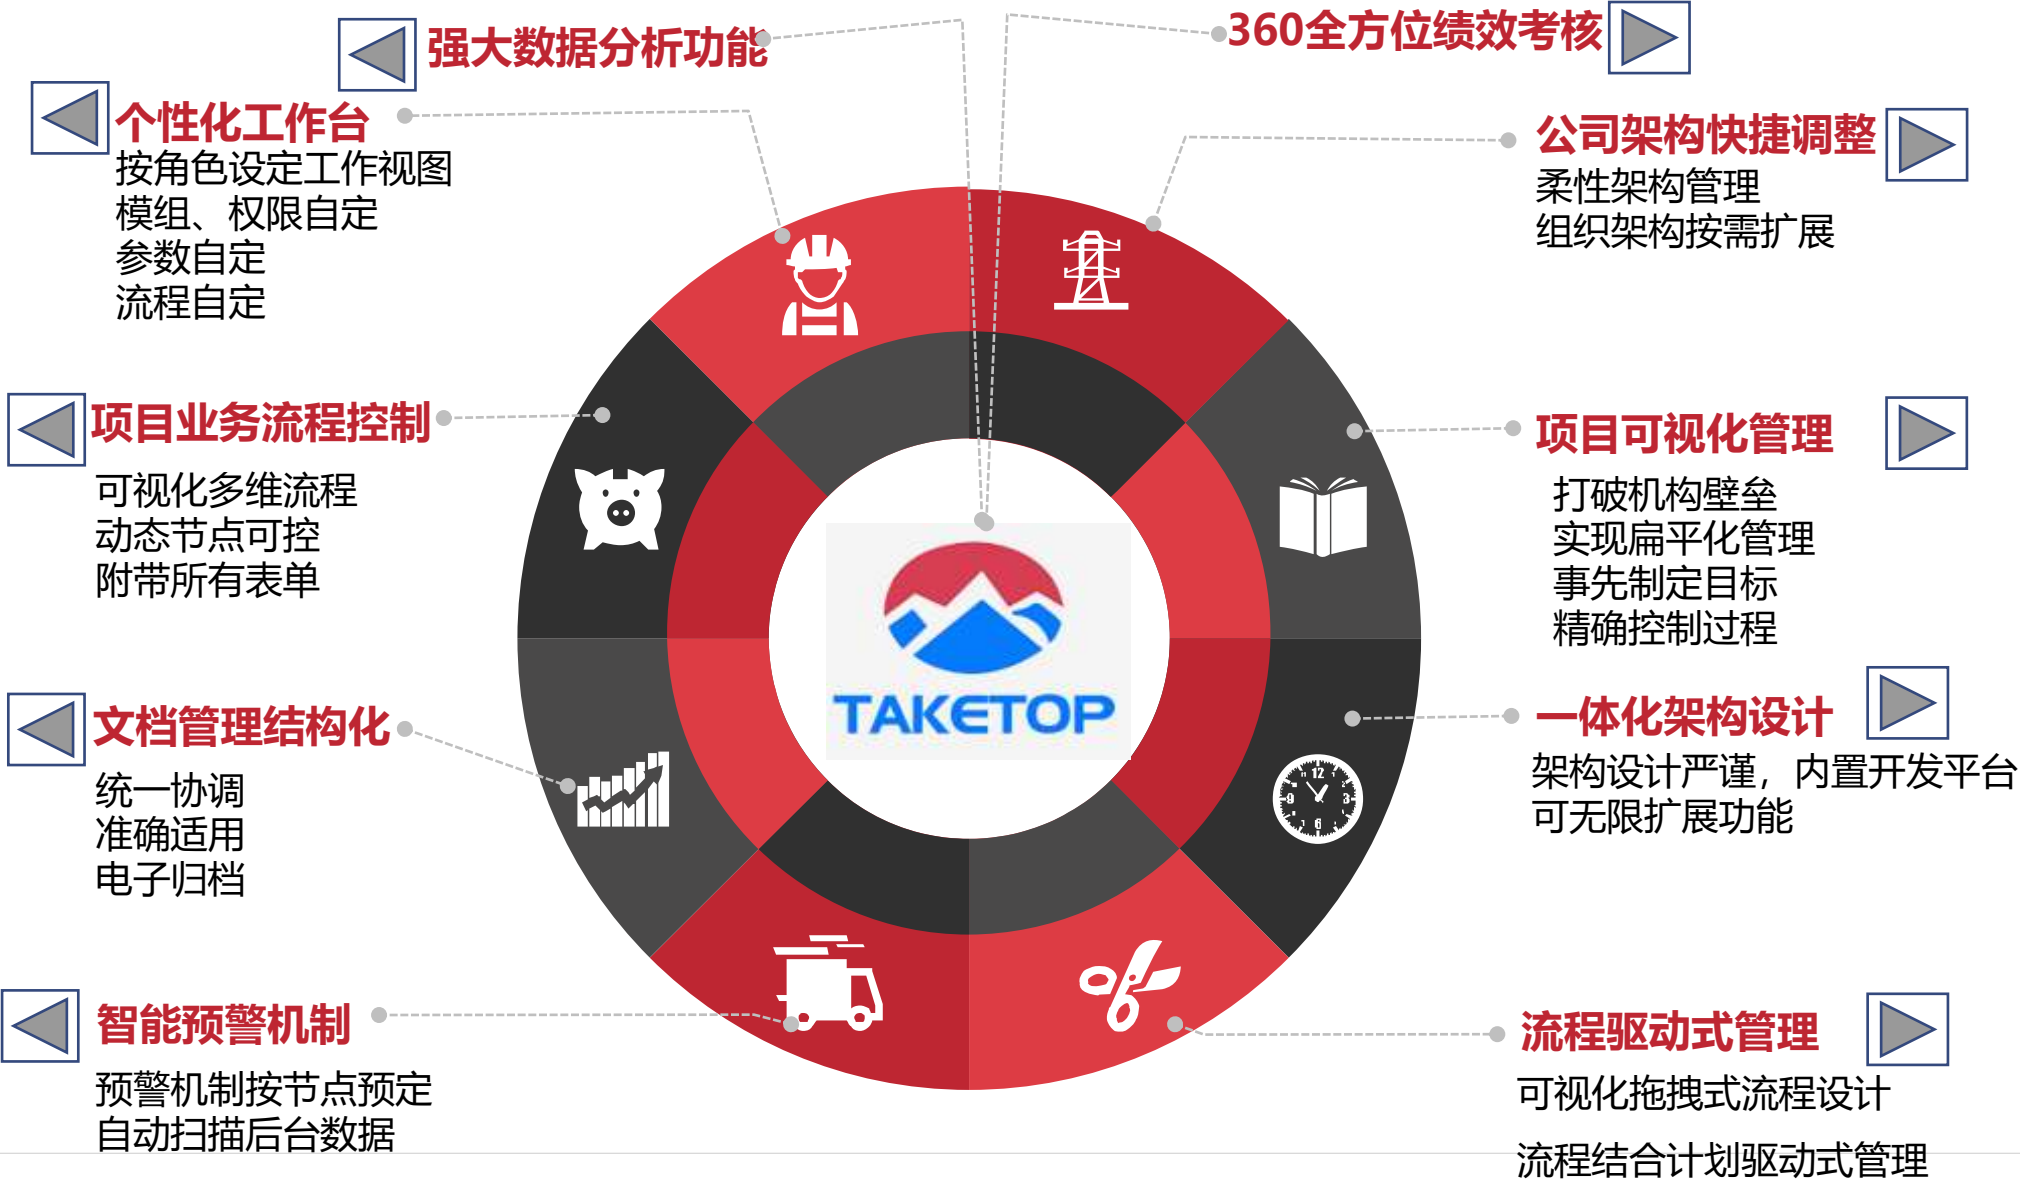 强大数据分析功能
360全方位绩效考核
个性化工作台
按角色设定工作视图
模组、权限自定
参数自定
流程自定
公司架构快捷调整
柔性架构管理
组织架构按需扩展
项目业务流程控制
可视化多维流程
动态节点可控
附带所有表单
项目可视化管理
打破机构壁垒
实现扁平化管理
事先制定目标
精确控制过程
TAKETOP
文档管理结构化
统一协调
准确适用
电子归档
一体化架构设计
架构设计严谨，内置开发平台
可无限扩展功能
12
3
6
9
智能预警机制
预警机制按节点预定
自动扫描后台数据
流程驱动式管理
可视化拖拽式流程设计
流程结合计划驱动式管理